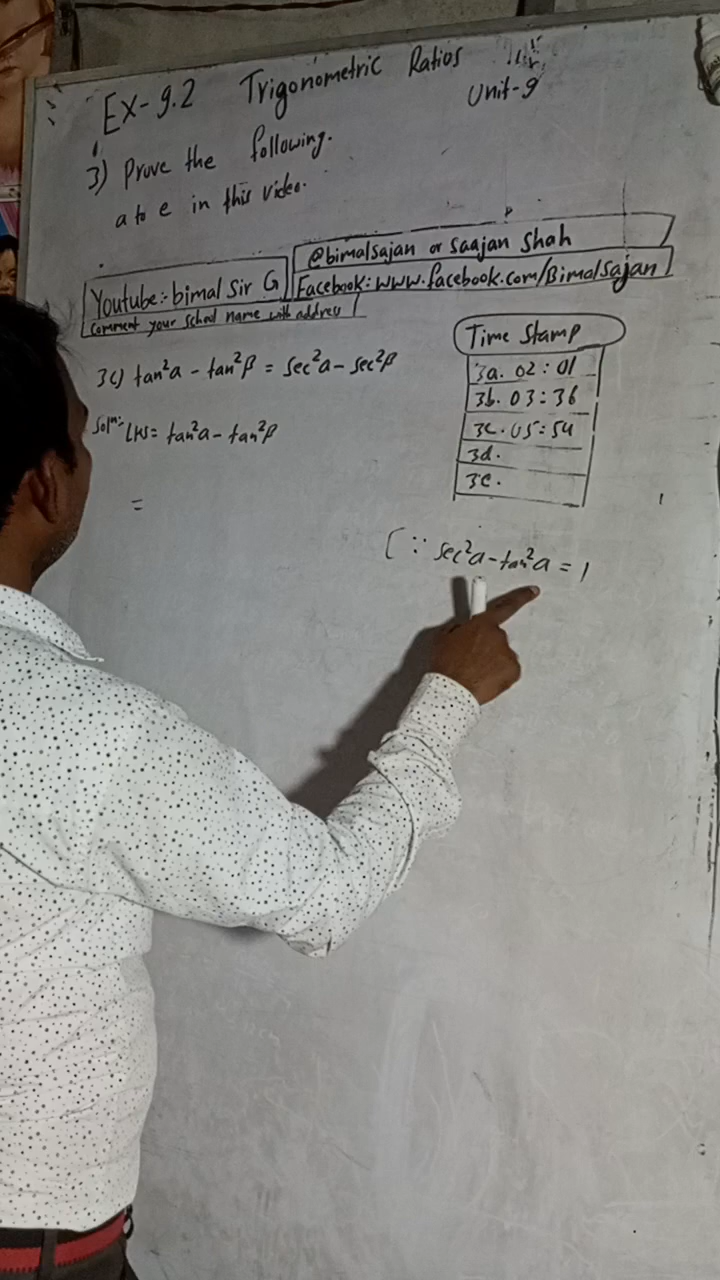 Ex-9.2 Trigonometric Ratios
Unit-9
3) Prove the following.
a to e in this video.
@bimalsajan or Saajan Shah
Youtube:- bimal Sir G
Facebook: www.facebook.com/Bimalsajan
Comment your School name with address
Time Stamp
3a. 02:01
3b. 03:36
3c. 05:54
3d.
3e.
3c) tan²a - tan²β = sec²a - sec²β
Solⁿ:- LHS = tan²a - tan²β
=
[∵ sec²a - tan²a = 1